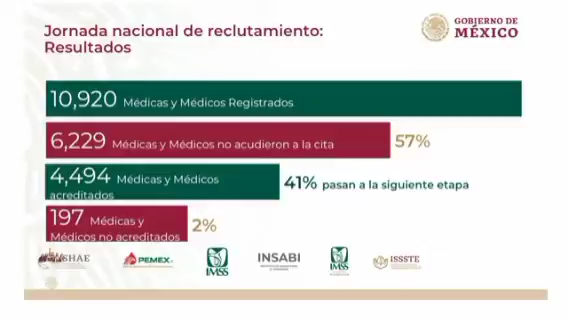 Jornada nacional de reclutamiento:
Resultados
GOBIERNO DE
MÉXICO
10,920 Médicas y Médicos Registrados
6,229 Médicas y Médicos no acudieron a la cita
57%
4,494 Médicas y Médicos
acreditados
41% pasan a la siguiente etapa
197 Médicas y
Médicos no acreditados
2%
PEMEX
IMSS
INSABI
IMSS
ISSSTE